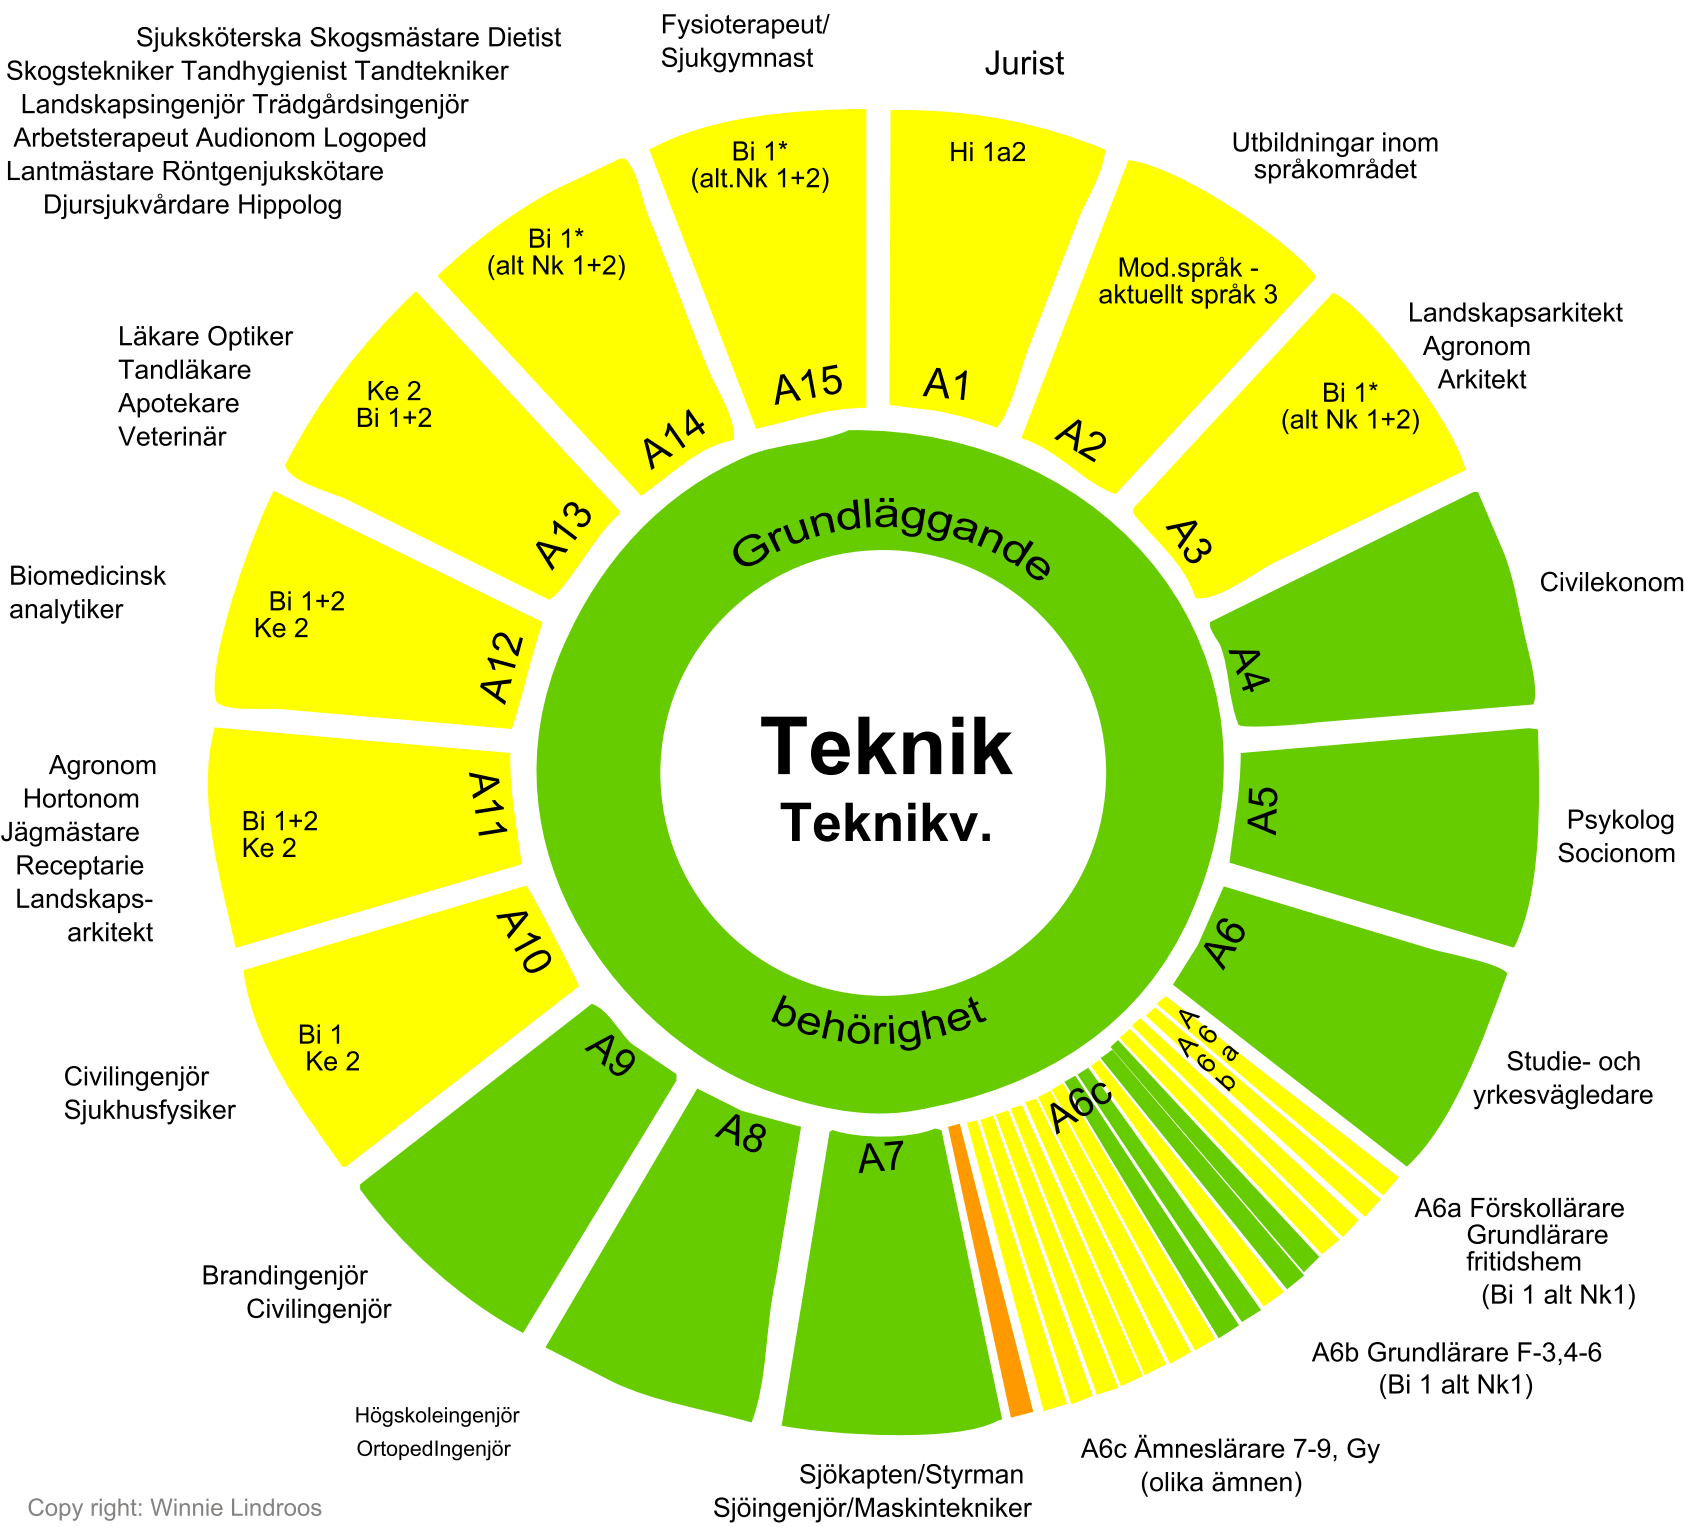 Sjuksköterska Skogsmästare Dietist
Skogstekniker Tandhygienist Tandtekniker
Landskapsingenjör Trädgårdsingenjör
Arbetsterapeut Audionom Logoped
Lantmästare Röntgenjukskötare
Djursjukvårdare Hippolog
Fysioterapeut/
Sjukgymnast
Jurist
Utbildningar inom
språkområdet
Landskapsarkitekt
Agronom
Arkitekt
Civilekonom
Psykolog
Socionom
Studie- och
yrkesvägledare
A6a Förskollärare
Grundlärare
fritidshem
(Bi 1 alt Nk1)
A6b Grundlärare F-3,4-6
(Bi 1 alt Nk1)
A6c Ämneslärare 7-9, Gy
(olika ämnen)
Sjökapten/Styrman
Sjöingenjör/Maskintekniker
Högskoleingenjör
OrtopedIngenjör
Brandingenjör
Civilingenjör
Civilingenjör
Sjukhusfysiker
Agronom
Hortonom
Jägmästare
Receptarie
Landskaps-
arkitekt
Biomedicinsk
analytiker
Läkare Optiker
Tandläkare
Apotekare
Veterinär
Hi 1a2
A1
Mod.språk -
aktuellt språk 3
A2
Bi 1*
(alt Nk 1+2)
A3
A4
A5
A6
A6a
A6b
A6c
A7
A8
A9
Bi 1
Ke 2
A10
Bi 1+2
Ke 2
A11
Bi 1+2
Ke 2
A12
Ke 2
Bi 1+2
A13
Bi 1*
(alt Nk 1+2)
A14
Bi 1*
(alt.Nk 1+2)
A15
Grundläggande
Teknik
Teknikv.
behörighet
Copy right: Winnie Lindroos